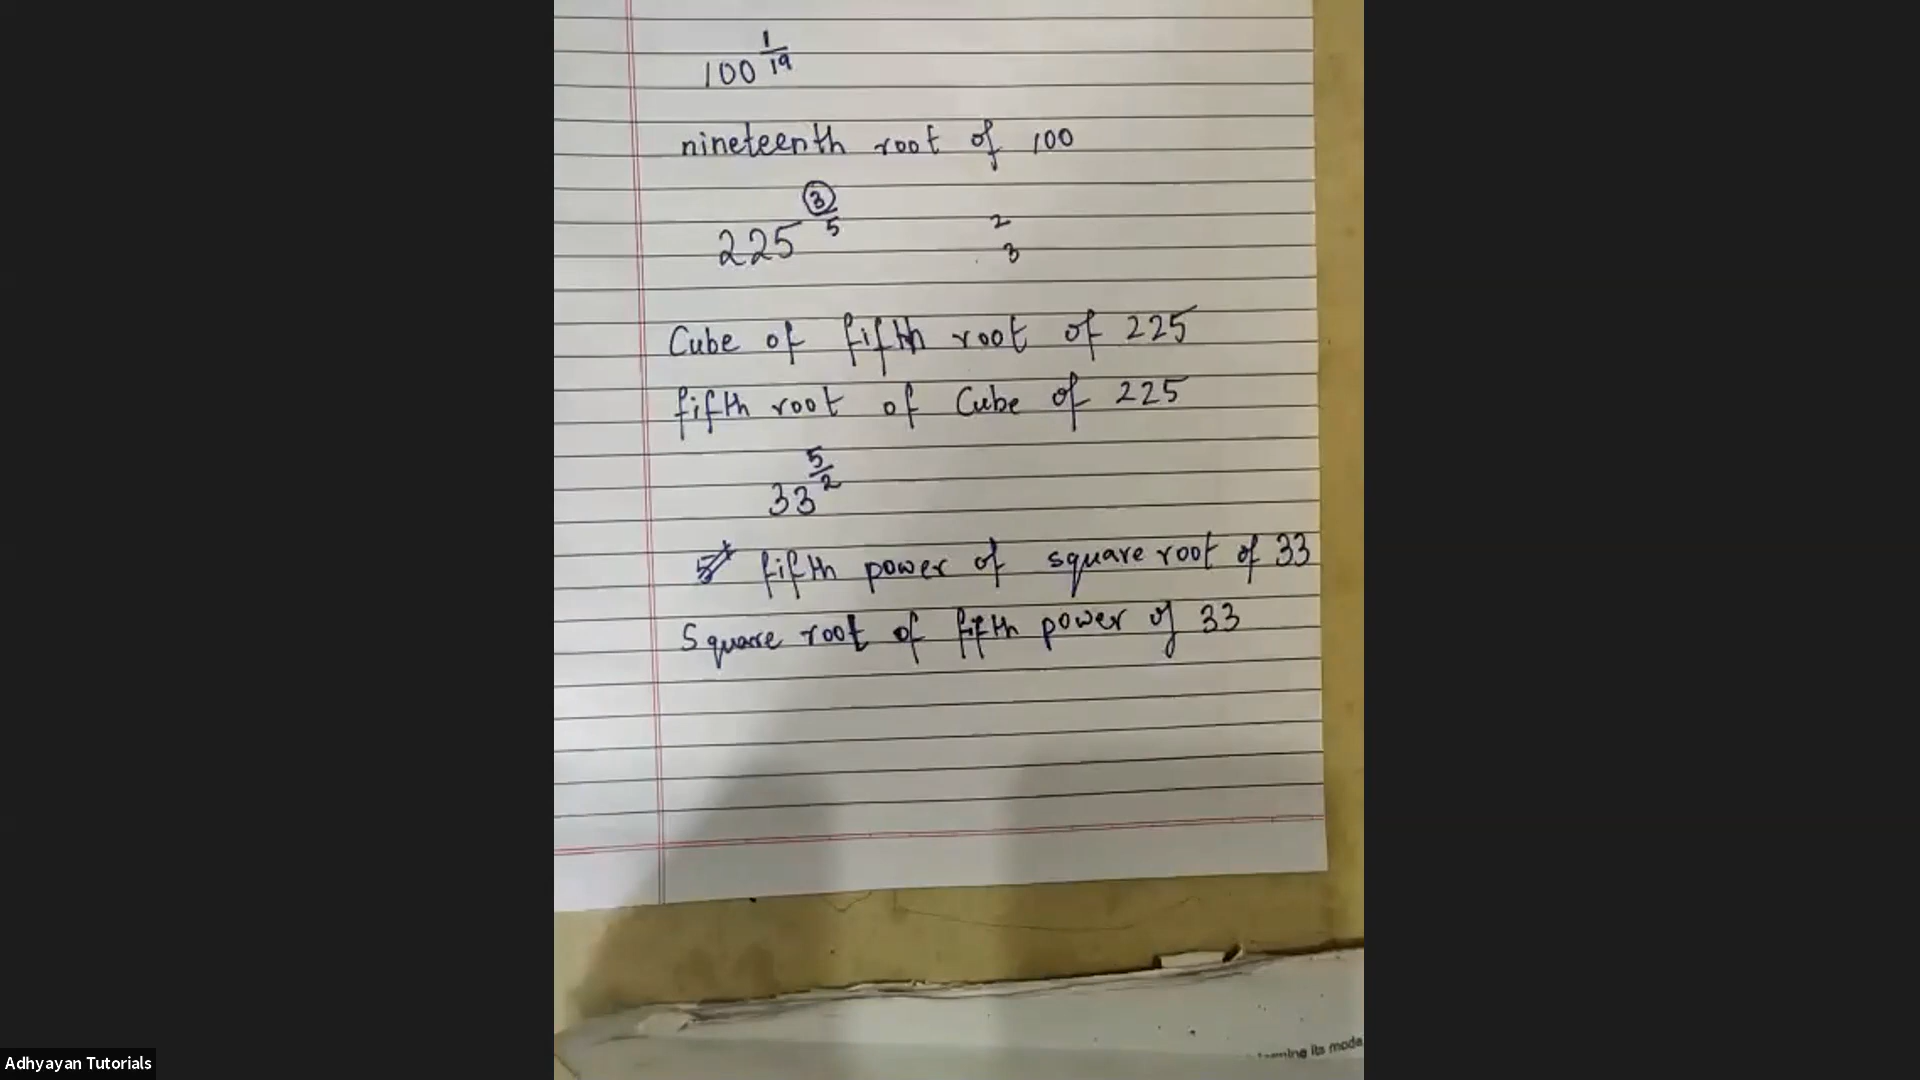 100^(1/19)
nineteenth root of 100
225^(3/5)
2
3
Cube of fifth root of 225
fifth root of Cube of 225
33^(5/2)
fifth power of square root of 33
Square root of fifth power of 33
its mode
Adhyayan Tutorials